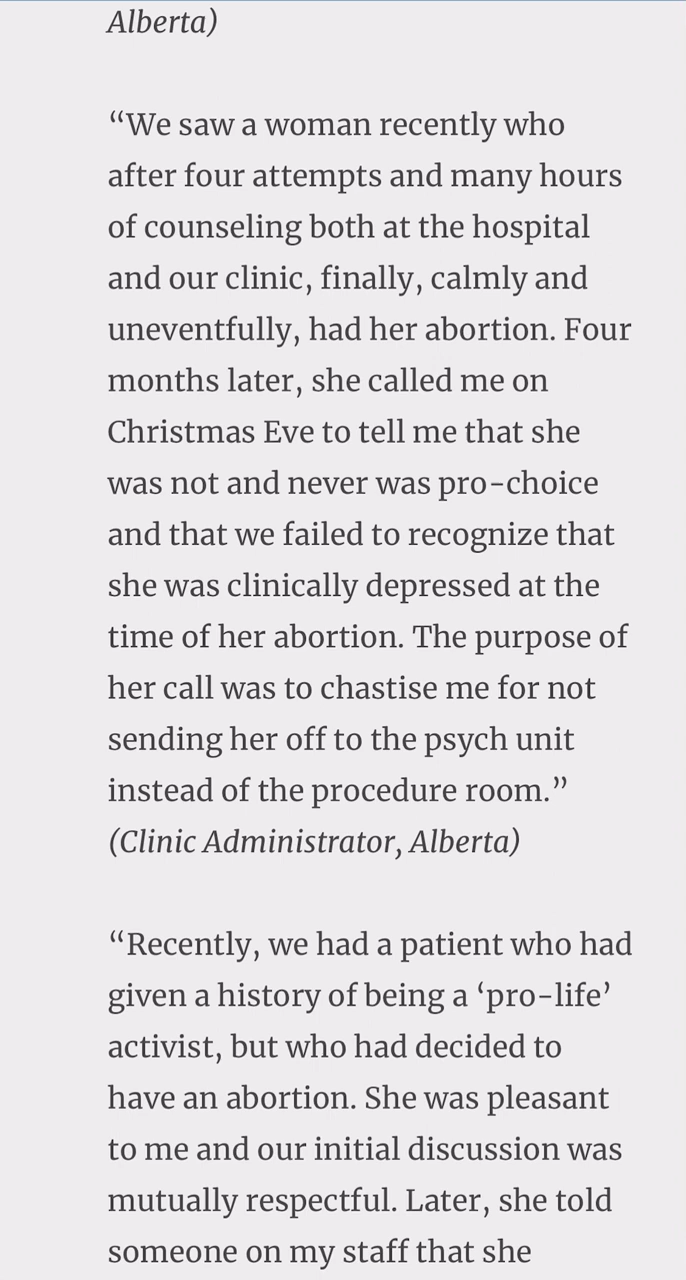 Alberta)
“We saw a woman recently who
after four attempts and many hours
of counseling both at the hospital
and our clinic, finally, calmly and
uneventfully, had her abortion. Four
months later, she called me on
Christmas Eve to tell me that she
was not and never was pro-choice
and that we failed to recognize that
she was clinically depressed at the
time of her abortion. The purpose of
her call was to chastise me for not
sending her off to the psych unit
instead of the procedure room.”
(Clinic Administrator, Alberta)
“Recently, we had a patient who had
given a history of being a ‘pro-life’
activist, but who had decided to
have an abortion. She was pleasant
to me and our initial discussion was
mutually respectful. Later, she told
someone on my staff that she